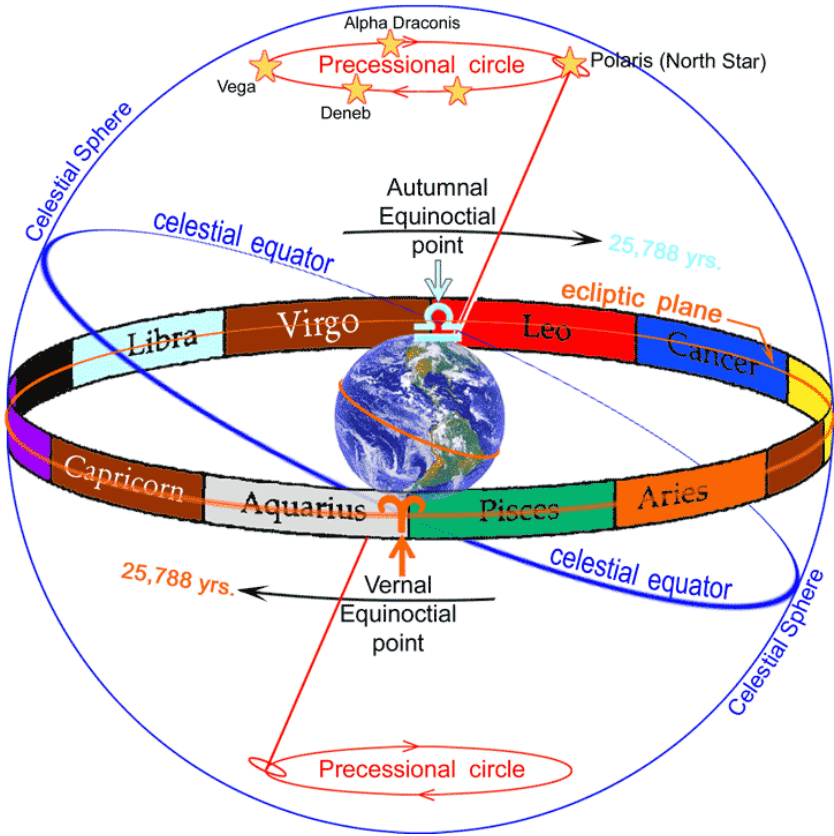 Alpha Draconis
Precessional circle
Polaris (North Star)
Vega
Deneb
Celestial Sphere
Autumnal
Equinoctial
point
celestial equator
25,788 yrs.
ecliptic plane
Libra
Virgo
Leo
Cancer
Capricorn
Aquarius
Pisces
Aries
25,788 yrs.
Vernal
Equinoctial
point
celestial equator
Celestial Sphere
Precessional circle